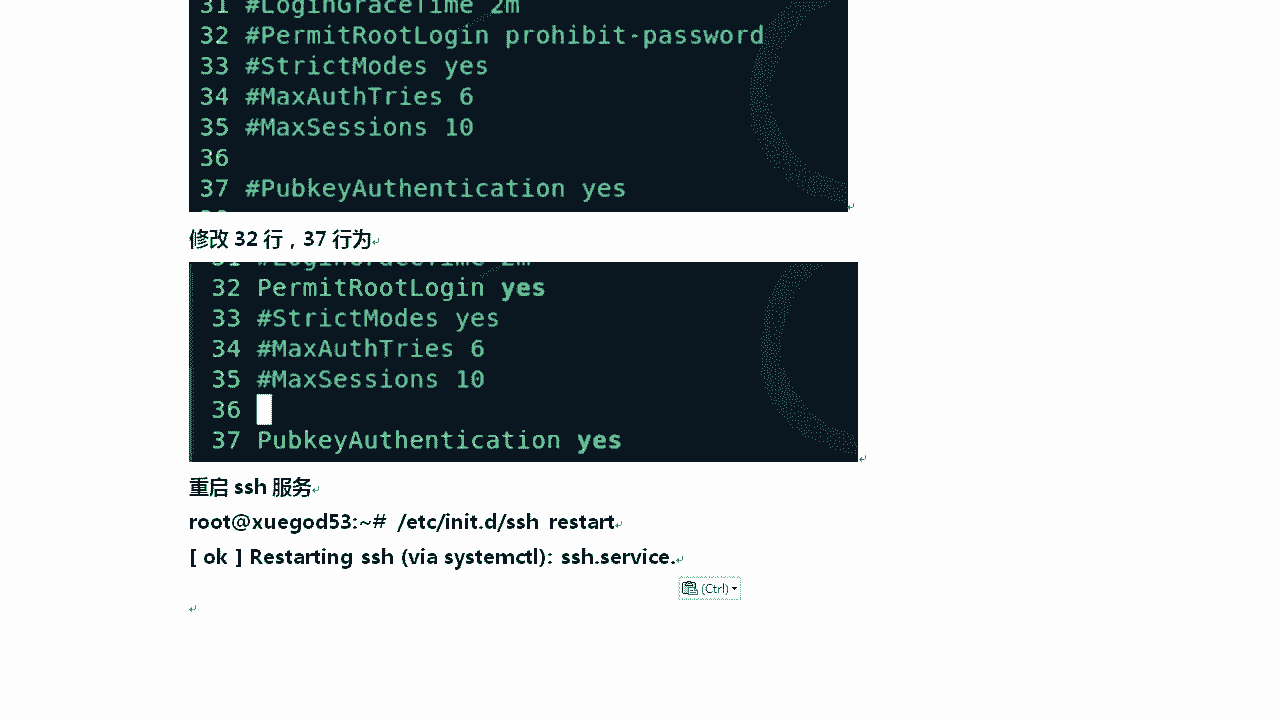 31 #LoginGraceTime 2m
32 #PermitRootLogin prohibit-password
33 #StrictModes yes
34 #MaxAuthTries 6
35 #MaxSessions 10
36
37 #PubkeyAuthentication yes
修改 32 行，37 行为
31 #LoginGraceTime 2m
32 PermitRootLogin yes
33 #StrictModes yes
34 #MaxAuthTries 6
35 #MaxSessions 10
36
37 PubkeyAuthentication yes
重启 ssh 服务
root@xuegod53:~# /etc/init.d/ssh restart
[ ok ] Restarting ssh (via systemctl): ssh.service.
(Ctrl)